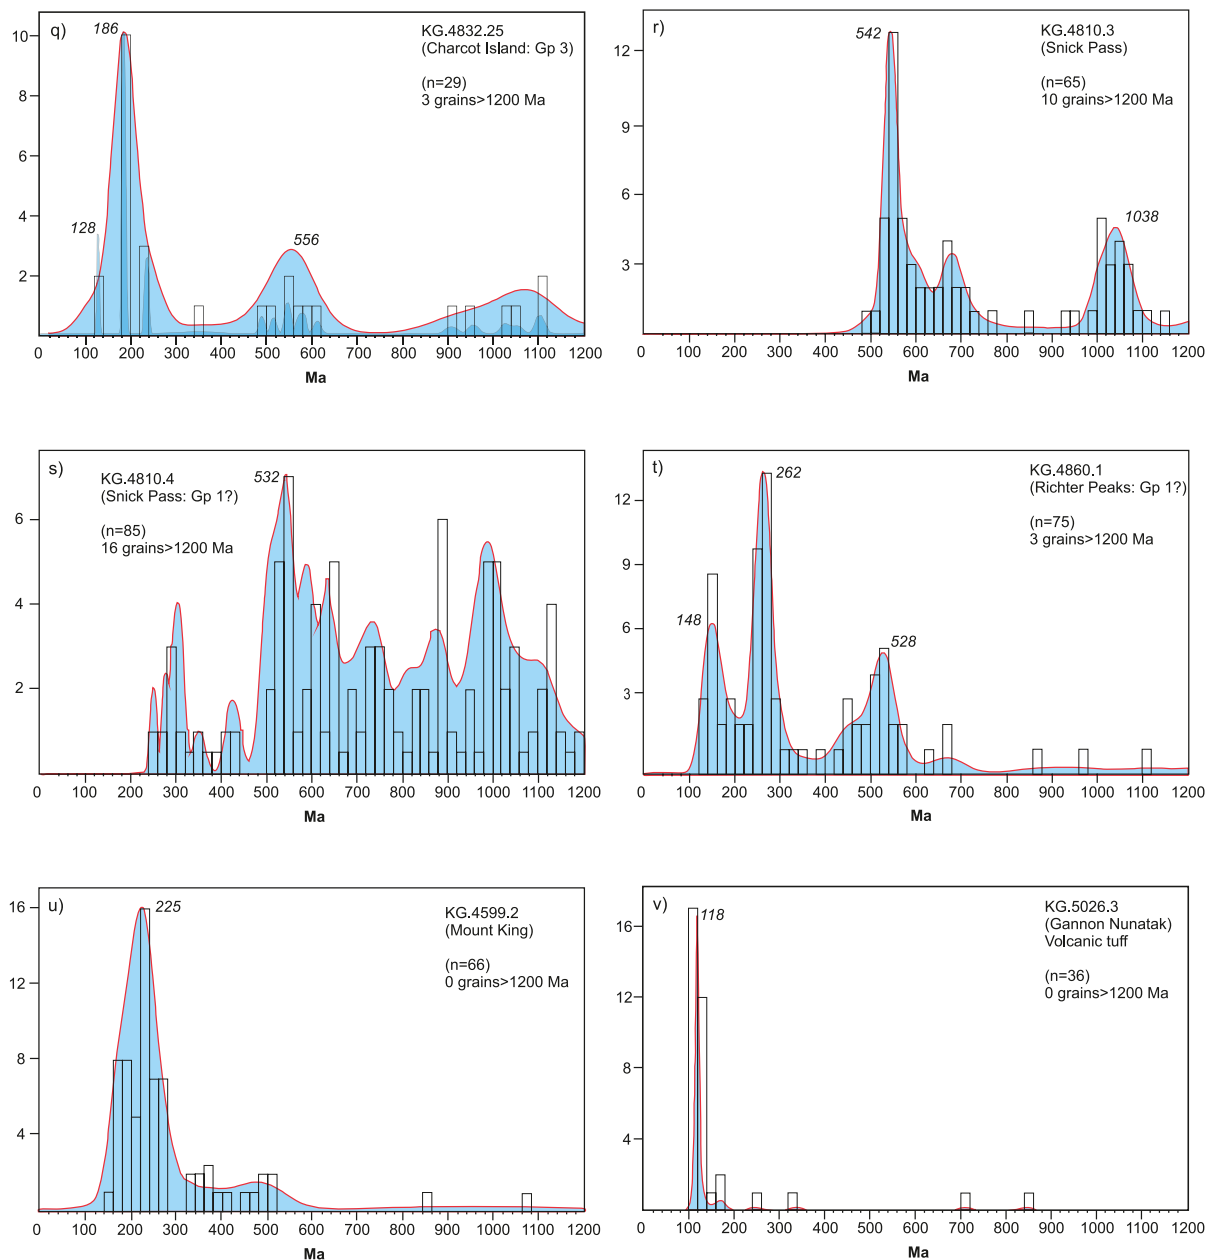 q)
186
128
556
KG.4832.25
(Charcot Island: Gp 3)
(n=29)
3 grains>1200 Ma
10
8
6
4
2
0
0 100 200 300 400 500 600 700 800 900 1000 1100 1200
Ma
r)
542
1038
KG.4810.3
(Snick Pass)
(n=65)
10 grains>1200 Ma
12
9
6
3
0 100 200 300 400 500 600 700 800 900 1000 1100 1200
Ma
s)
KG.4810.4
(Snick Pass: Gp 1?)
(n=85)
16 grains>1200 Ma
532
6
4
2
0 100 200 300 400 500 600 700 800 900 1000 1100 1200
Ma
t)
262
148
528
KG.4860.1
(Richter Peaks: Gp 1?)
(n=75)
3 grains>1200 Ma
12
9
6
3
0 100 200 300 400 500 600 700 800 900 1000 1100 1200
Ma
u)
225
KG.4599.2
(Mount King)
(n=66)
0 grains>1200 Ma
16
12
8
4
0 100 200 300 400 500 600 700 800 900 1000 1100 1200
Ma
v)
118
KG.5026.3
(Gannon Nunatak)
Volcanic tuff
(n=36)
0 grains>1200 Ma
16
12
8
4
0 100 200 300 400 500 600 700 800 900 1000 1100 1200
Ma